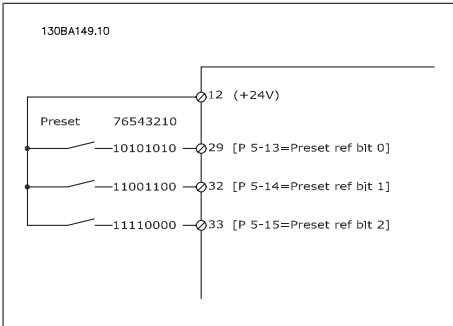 130BA149.10
12 (+24V)
Preset 76543210
10101010 29 [P 5-13=Preset ref bit 0]
11001100 32 [P 5-14=Preset ref bit 1]
11110000 33 [P 5-15=Preset ref bit 2]